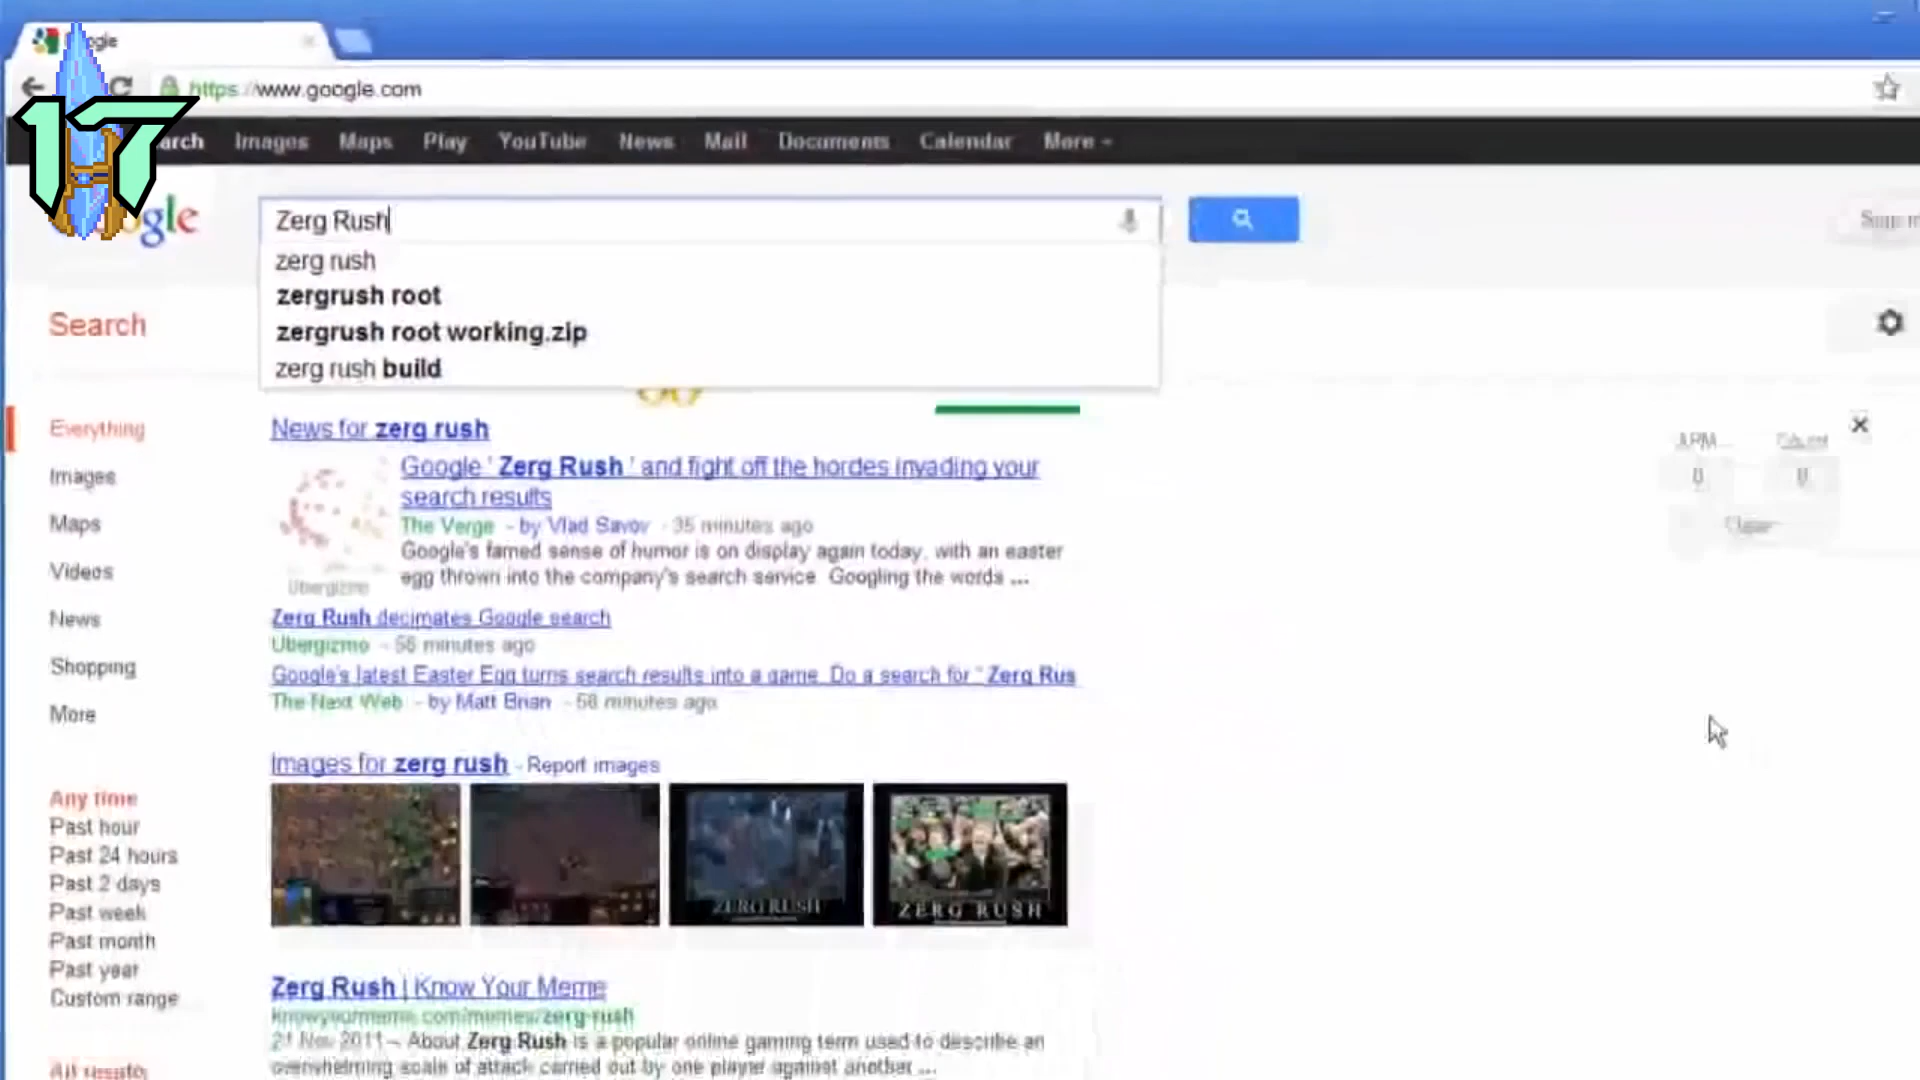 17
https://www.google.com
Search Images Maps Play YouTube News Mail Documents Calendar More
Zerg Rush
zerg rush
zergrush root
zergrush root working.zip
zerg rush build
Search
Everything
Images
Maps
Videos
News
Shopping
More
Any time
Past hour
Past 24 hours
Past 2 days
Past week
Past month
Past year
Custom range
All results
News for zerg rush
Google 'Zerg Rush' and fight off the hordes invading your
search results
The Verge - by Vlad Savov - 35 minutes ago
Google's famed sense of humor is on display again today, with an easter
egg thrown into the company's search service. Googling the words ...
Ubergizmo
Zerg Rush decimates Google search
Ubergizmo - 56 minutes ago
Google's latest Easter Egg turns search results into a game. Do a search for "Zerg Rus
The Next Web - by Matt Brian - 58 minutes ago
Images for zerg rush - Report images
ZERG RUSH
ZERG RUSH
Zerg Rush | Know Your Meme
knowyourmeme.com/memes/zerg-rush
21 Nov 2011 – About Zerg Rush is a popular online gaming term used to describe an
overwhelming scale of attack carried out by one player against another ...
APM
0 0